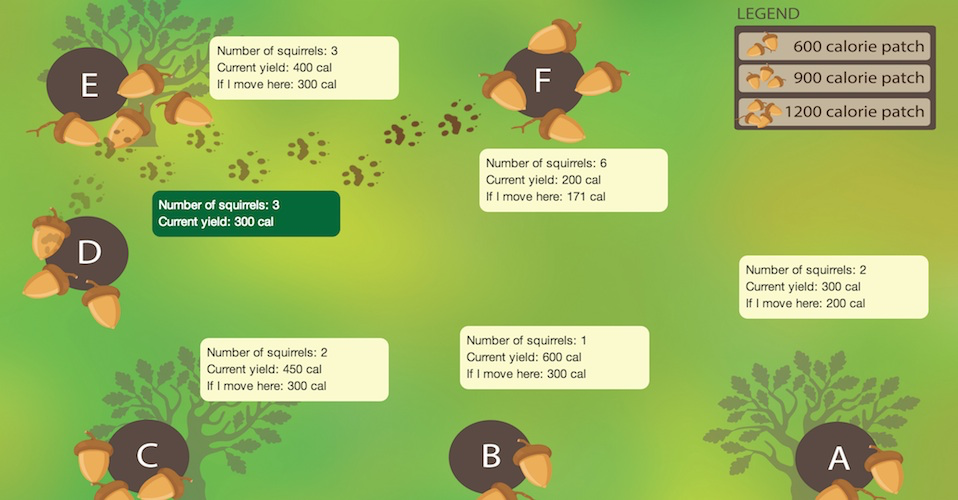 LEGEND
600 calorie patch
900 calorie patch
1200 calorie patch
E
Number of squirrels: 3
Current yield: 400 cal
If I move here: 300 cal
F
Number of squirrels: 6
Current yield: 200 cal
If I move here: 171 cal
D
Number of squirrels: 3
Current yield: 300 cal
Number of squirrels: 2
Current yield: 300 cal
If I move here: 200 cal
Number of squirrels: 2
Current yield: 450 cal
If I move here: 300 cal
Number of squirrels: 1
Current yield: 600 cal
If I move here: 300 cal
C
B
A